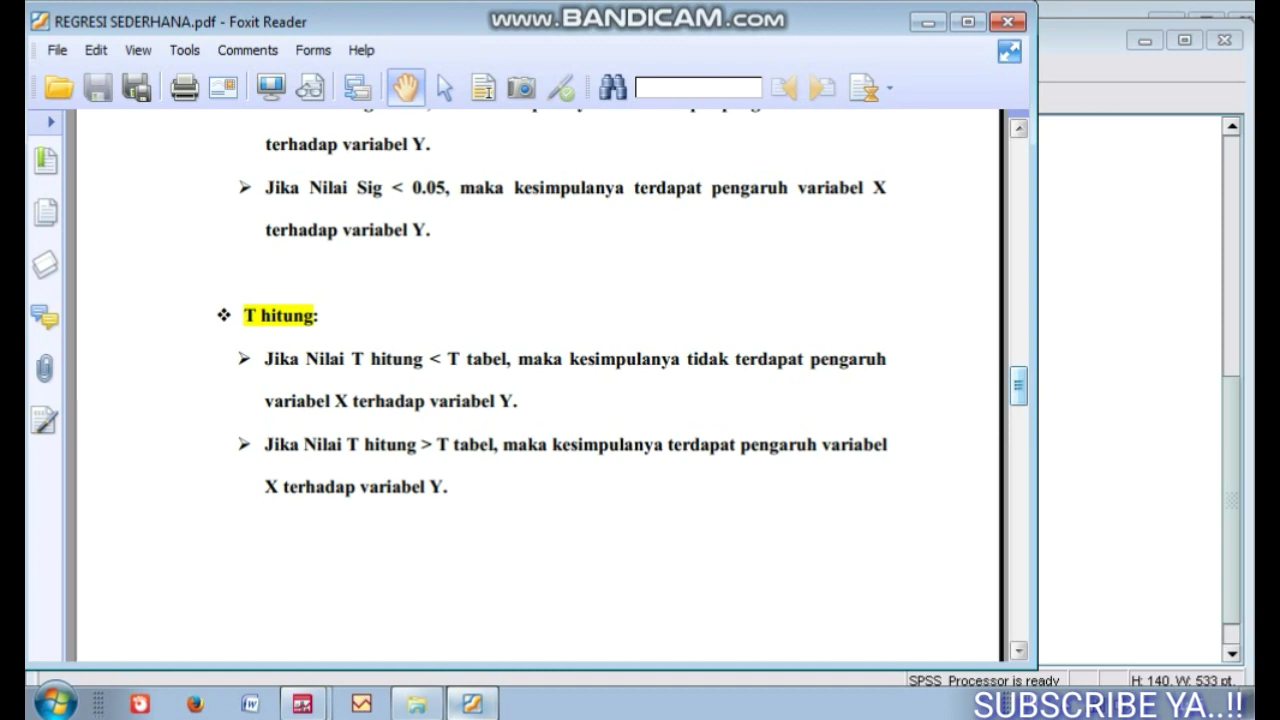 REGRESI SEDERHANA.pdf - Foxit Reader
www.BANDICAM.com
File Edit View Tools Comments Forms Help
terhadap variabel Y.
➢ Jika Nilai Sig < 0.05, maka kesimpulanya terdapat pengaruh variabel X
terhadap variabel Y.
❖ T hitung:
➢ Jika Nilai T hitung < T tabel, maka kesimpulanya tidak terdapat pengaruh
variabel X terhadap variabel Y.
➢ Jika Nilai T hitung > T tabel, maka kesimpulanya terdapat pengaruh variabel
X terhadap variabel Y.
SPSS Processor is ready
H: 140, W: 533 pt.
SUBSCRIBE YA..!!